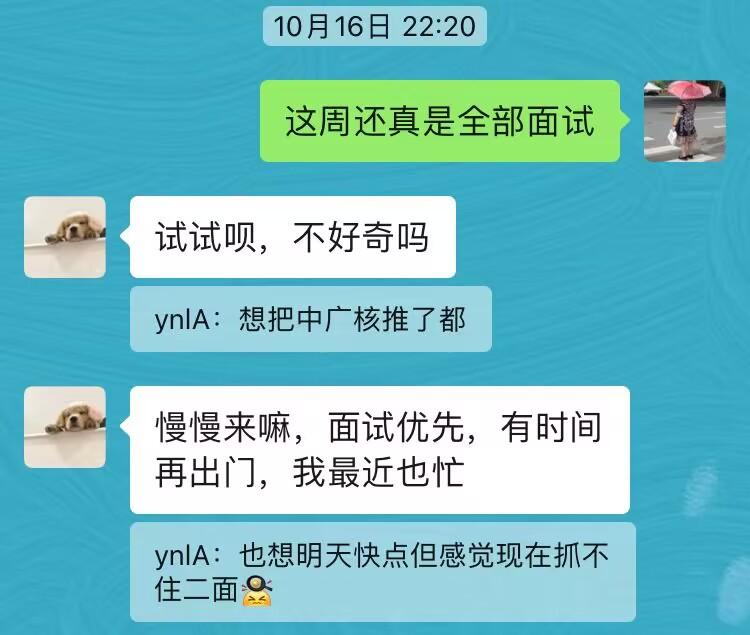 10月16日 22:20
这周还真是全部面试
试试呗，不好奇吗
ynlA：想把中广核推了都
慢慢来嘛，面试优先，有时间
再出门，我最近也忙
ynlA：也想明天快点但感觉现在抓不
住二面